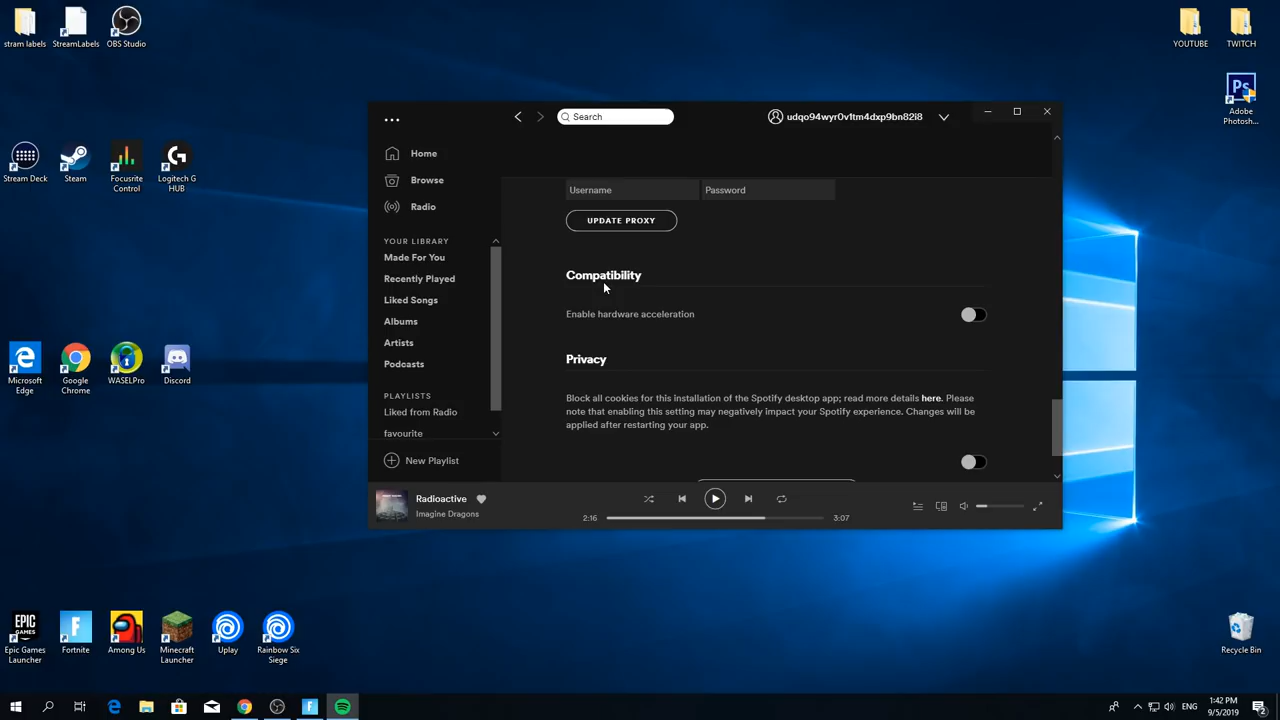 stram labels
StreamLabels
OBS Studio
YOUTUBE
TWITCH
Ps
Adobe
Photosh...
Stream Deck
Steam
Focusrite
Control
Logitech G
HUB
Microsoft
Edge
Google
Chrome
WASELPro
Discord
EPIC
GAMES
Epic Games
Launcher
Fortnite
Among Us
Minecraft
Launcher
Uplay
Rainbow Six
Siege
Recycle Bin
Search
udqo94wyr0v1tm4dxp9bn82i8
Home
Browse
Radio
YOUR LIBRARY
Made For You
Recently Played
Liked Songs
Albums
Artists
Podcasts
PLAYLISTS
Liked from Radio
favourite
New Playlist
Username
Password
UPDATE PROXY
Compatibility
Enable hardware acceleration
Privacy
Block all cookies for this installation of the Spotify desktop app; read more details here. Please
note that enabling this setting may negatively impact your Spotify experience. Changes will be
applied after restarting your app.
Radioactive
Imagine Dragons
2:16
3:07
ENG
1:42 PM
9/5/2019
2